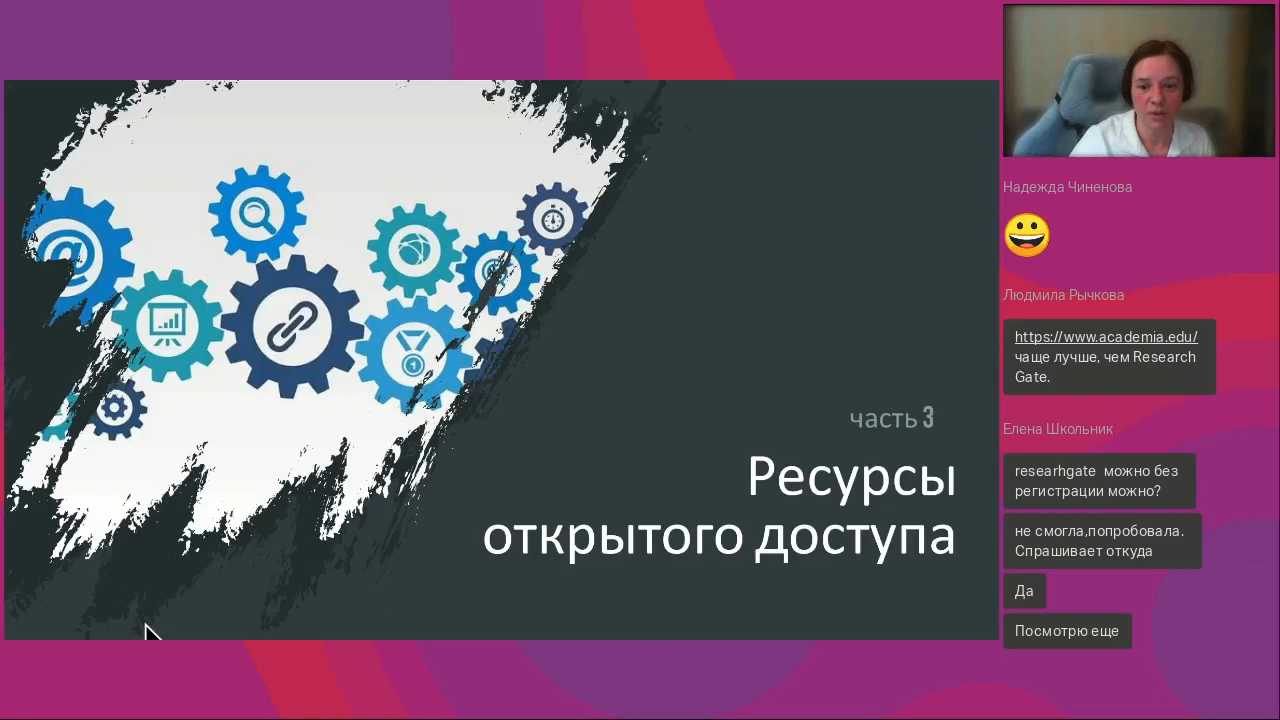 часть 3
Ресурсы
открытого доступа
Надежда Чиненова
Людмила Рычкова
https://www.academia.edu/
чаще лучше, чем Research
Gate.
Елена Школьник
researhgate можно без
регистрации можно?
не смогла,попробовала.
Спрашивает откуда
Да
Посмотрю еще